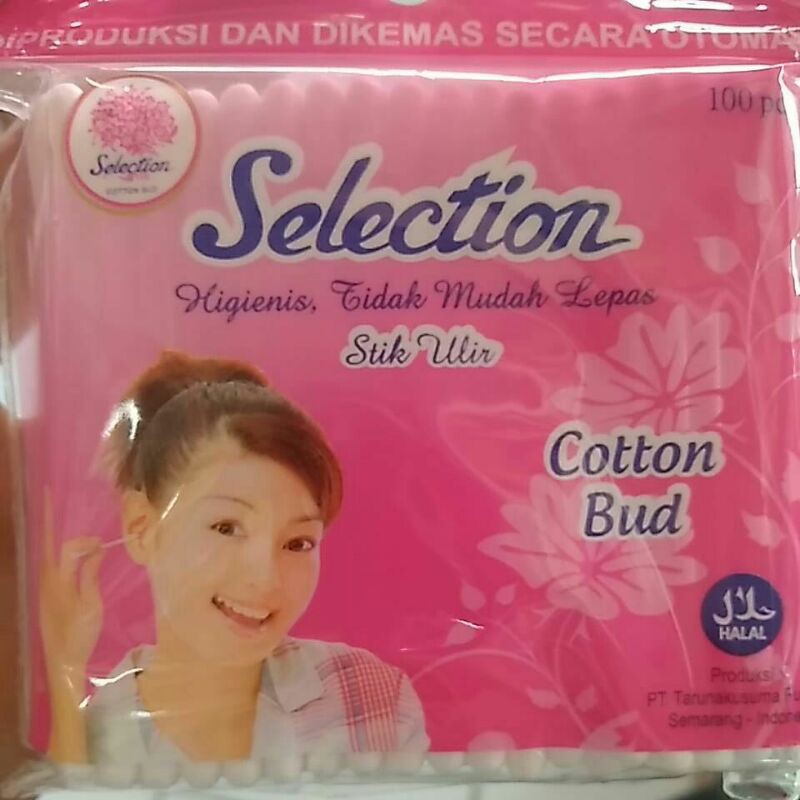 DIPRODUKSI DAN DIKEMAS SECARA OTOMA
100 pc
Selection
COTTON BUD
Selection
Higienis, Tidak Mudah Lepas
Stik Ulir
Cotton
Bud
حلال
HALAL
Produksi
PT. Tarunakusuma
Semarang - Indone